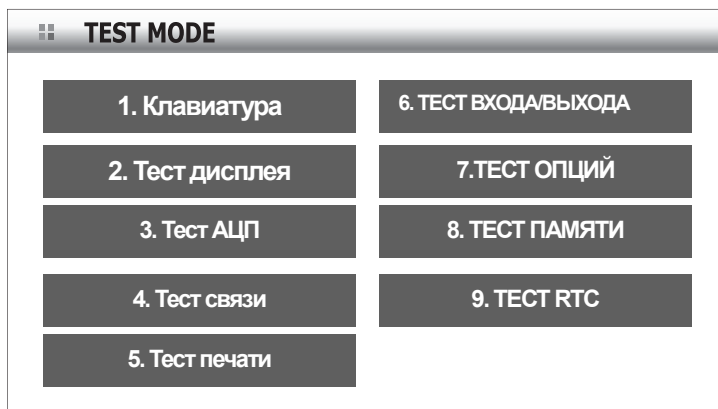 TEST MODE
1. Клавиатура
2. Тест дисплея
3. Тест АЦП
4. Тест связи
5. Тест печати
6. ТЕСТ ВХОДА/ВЫХОДА
7.ТЕСТ ОПЦИЙ
8. ТЕСТ ПАМЯТИ
9. ТЕСТ RTC